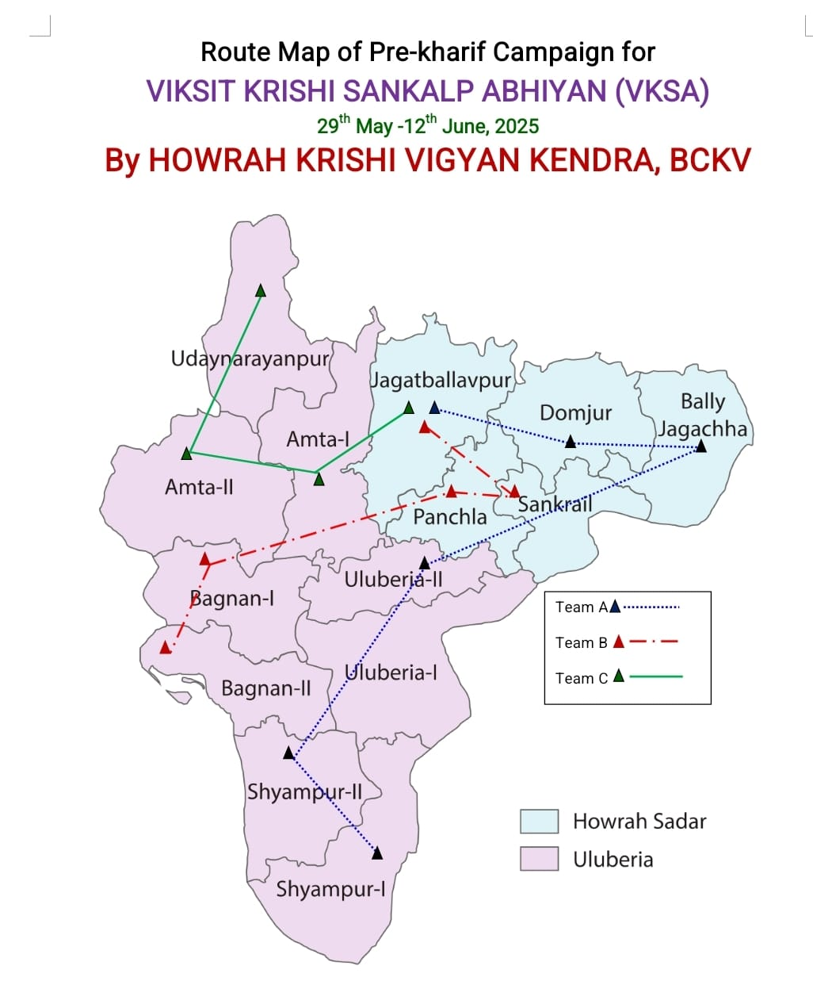 Route Map of Pre-kharif Campaign for
VIKSIT KRISHI SANKALP ABHIYAN (VKSA)
29th May -12th June, 2025
By HOWRAH KRISHI VIGYAN KENDRA, BCKV
Udaynarayanpur
Jagatballavpur
Domjur
Bally
Jagachha
Amta-I
Amta-II
Sankrail
Panchla
Uluberia-II
Bagnan-I
Team A
Team B
Team C
Uluberia-I
Bagnan-II
Shyampur-II
Howrah Sadar
Uluberia
Shyampur-I